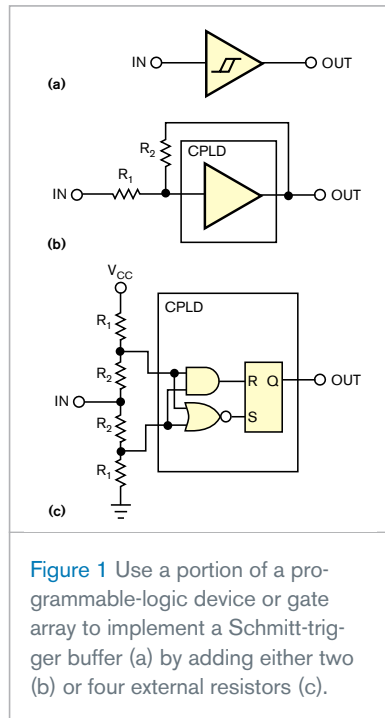 IN
OUT
(a)
R2
CPLD
R1
IN
OUT
(b)
VCC
CPLD
R1
R2
IN
R Q
OUT
R2
S
R1
(c)
Figure 1 Use a portion of a pro-
grammable-logic device or gate
array to implement a Schmitt-trig-
ger buffer (a) by adding either two
(b) or four external resistors (c).